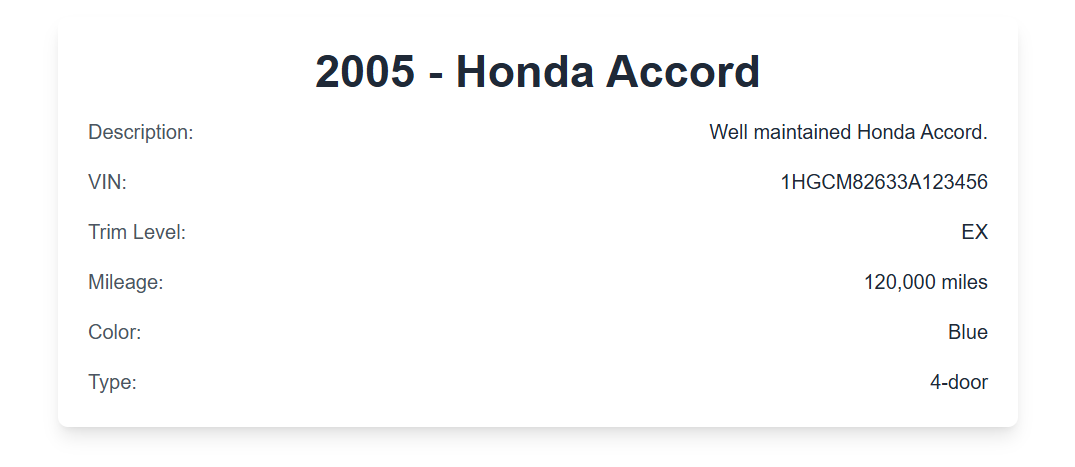 2005 - Honda Accord
Description: Well maintained Honda Accord.
VIN: 1HGCM82633A123456
Trim Level: EX
Mileage: 120,000 miles
Color: Blue
Type: 4-door